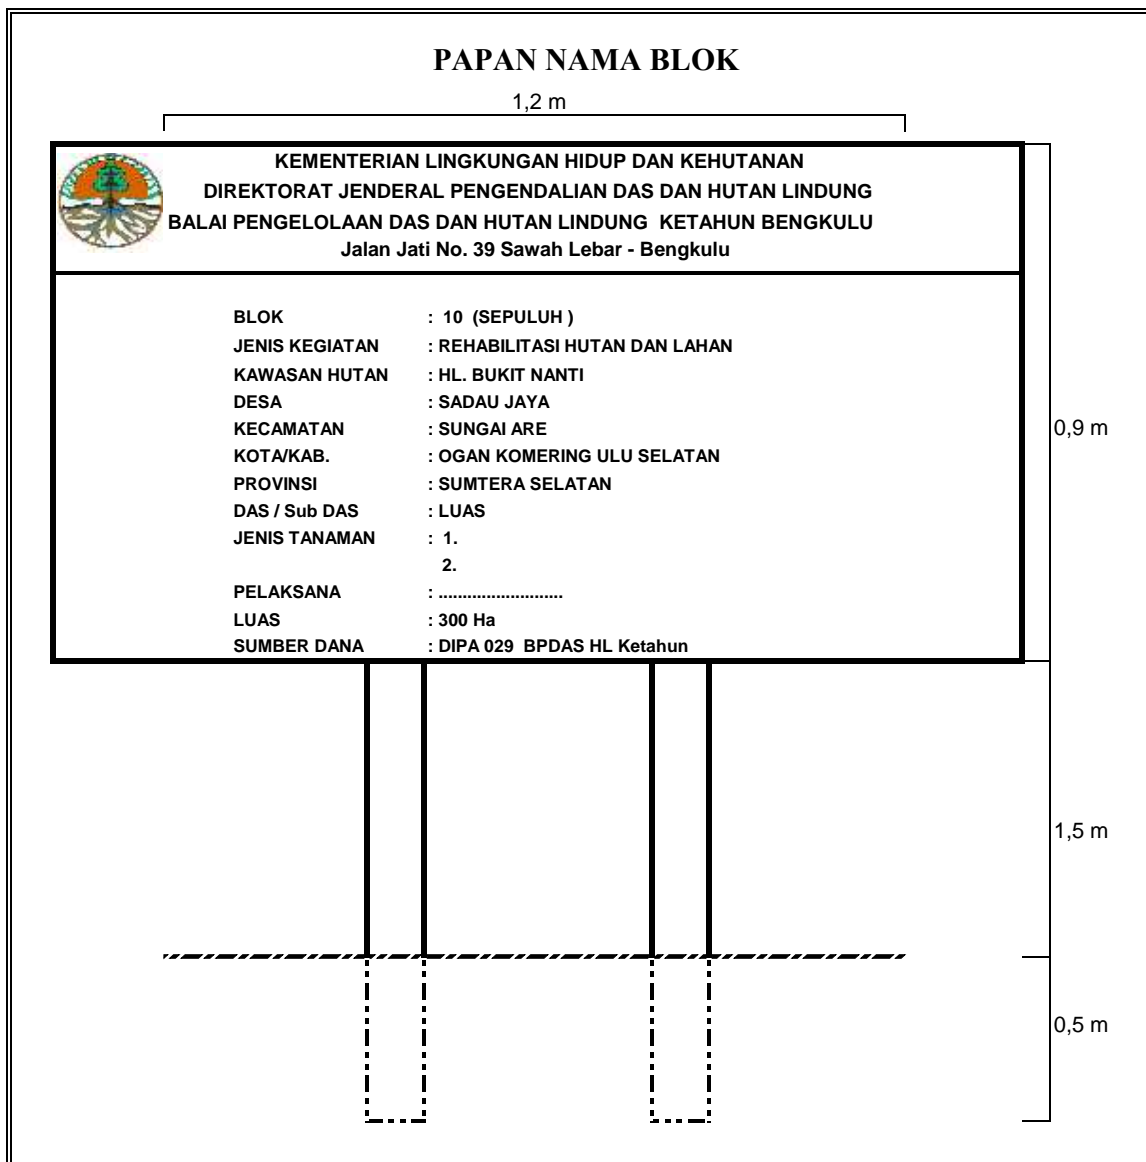 PAPAN NAMA BLOK
1,2 m
KEMENTERIAN LINGKUNGAN HIDUP DAN KEHUTANAN
DIREKTORAT JENDERAL PENGENDALIAN DAS DAN HUTAN LINDUNG
BALAI PENGELOLAAN DAS DAN HUTAN LINDUNG KETAHUN BENGKULU
Jalan Jati No. 39 Sawah Lebar - Bengkulu
BLOK : 10 (SEPULUH )
JENIS KEGIATAN : REHABILITASI HUTAN DAN LAHAN
KAWASAN HUTAN : HL. BUKIT NANTI
DESA : SADAU JAYA
KECAMATAN : SUNGAI ARE
KOTA/KAB. : OGAN KOMERING ULU SELATAN
PROVINSI : SUMTERA SELATAN
DAS / Sub DAS : LUAS
JENIS TANAMAN : 1.
2.
PELAKSANA : ..........................
LUAS : 300 Ha
SUMBER DANA : DIPA 029 BPDAS HL Ketahun
0,9 m
1,5 m
0,5 m